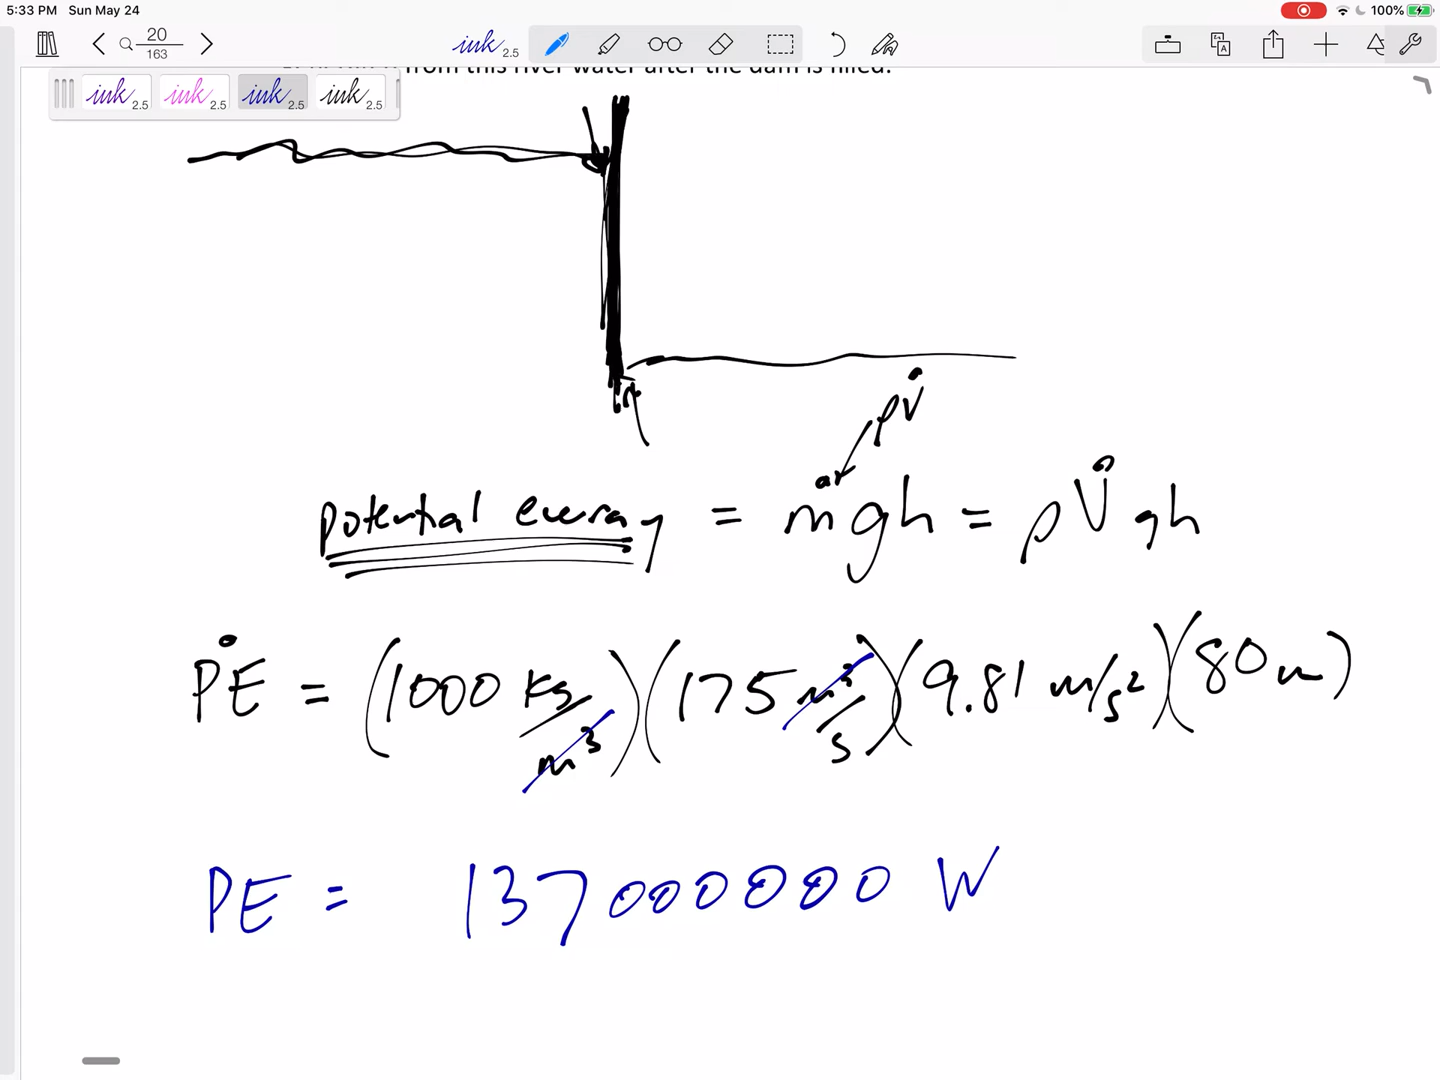 5:33 PM Sun May 24
100%
20
163
ink 2.5
from this river water after the dam is filled.
ink 2.5 ink 2.5 ink 2.5 ink 2.5
ρV̇
potential energy = ṁgh = ρV̇gh
ṖE = (1000 kg/m³)(175 m³/s)(9.81 m/s²)(80m)
PE = 137000000 W